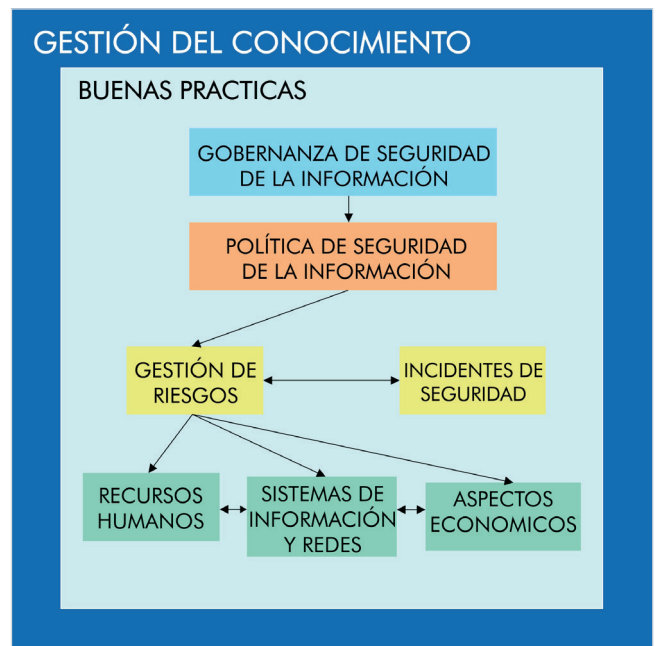 GESTIÓN DEL CONOCIMIENTO
BUENAS PRACTICAS
GOBERNANZA DE SEGURIDAD
DE LA INFORMACIÓN
POLÍTICA DE SEGURIDAD
DE LA INFORMACIÓN
GESTIÓN DE
RIESGOS
INCIDENTES DE
SEGURIDAD
RECURSOS
HUMANOS
SISTEMAS DE
INFORMACIÓN
Y REDES
ASPECTOS
ECONOMICOS